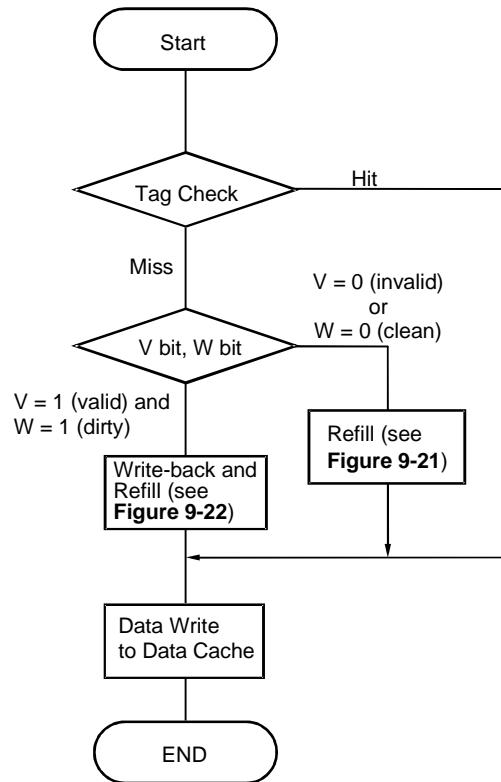 Start
Tag Check
Hit
Miss
V = 0 (invalid)
or
W = 0 (clean)
V bit, W bit
V = 1 (valid) and
W = 1 (dirty)
Refill (see
Figure 9-21)
Write-back and
Refill (see
Figure 9-22)
Data Write
to Data Cache
END